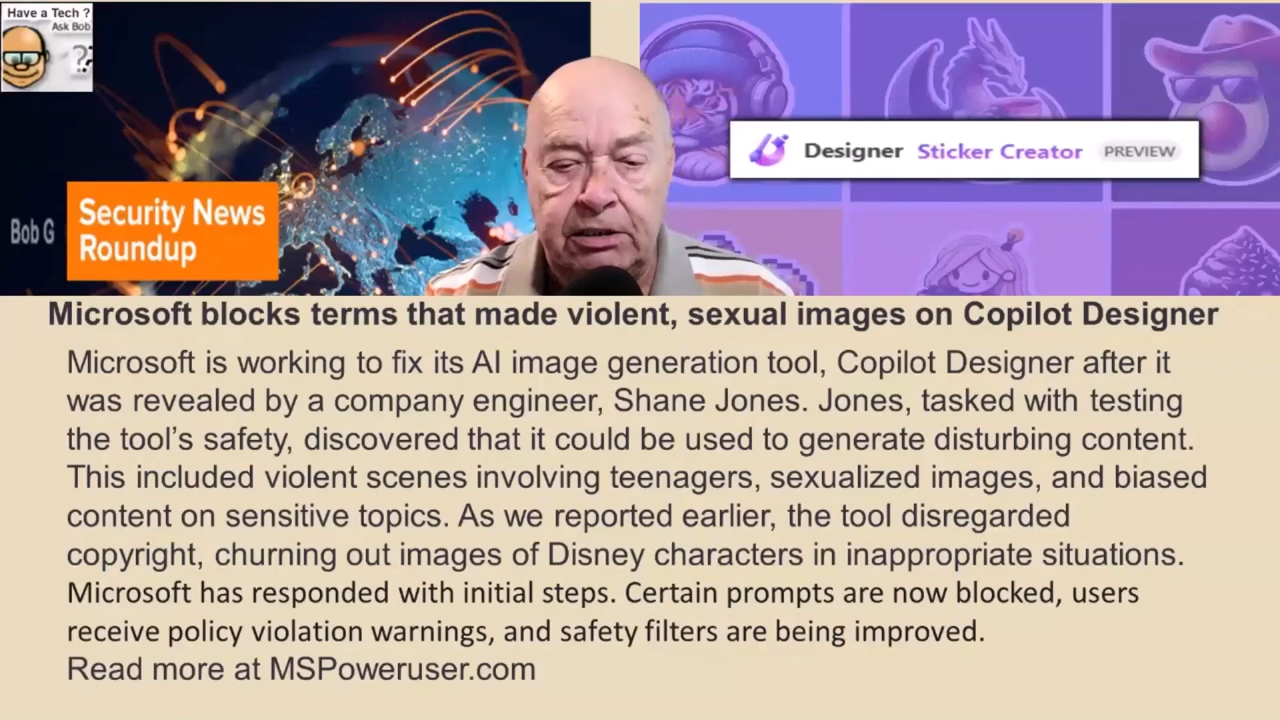 Have a Tech ?
Ask Bob
??
Bob G
Security News
Roundup
Designer Sticker Creator PREVIEW
Microsoft blocks terms that made violent, sexual images on Copilot Designer
Microsoft is working to fix its AI image generation tool, Copilot Designer after it
was revealed by a company engineer, Shane Jones. Jones, tasked with testing
the tool’s safety, discovered that it could be used to generate disturbing content.
This included violent scenes involving teenagers, sexualized images, and biased
content on sensitive topics. As we reported earlier, the tool disregarded
copyright, churning out images of Disney characters in inappropriate situations.
Microsoft has responded with initial steps. Certain prompts are now blocked, users
receive policy violation warnings, and safety filters are being improved.
Read more at MSPoweruser.com